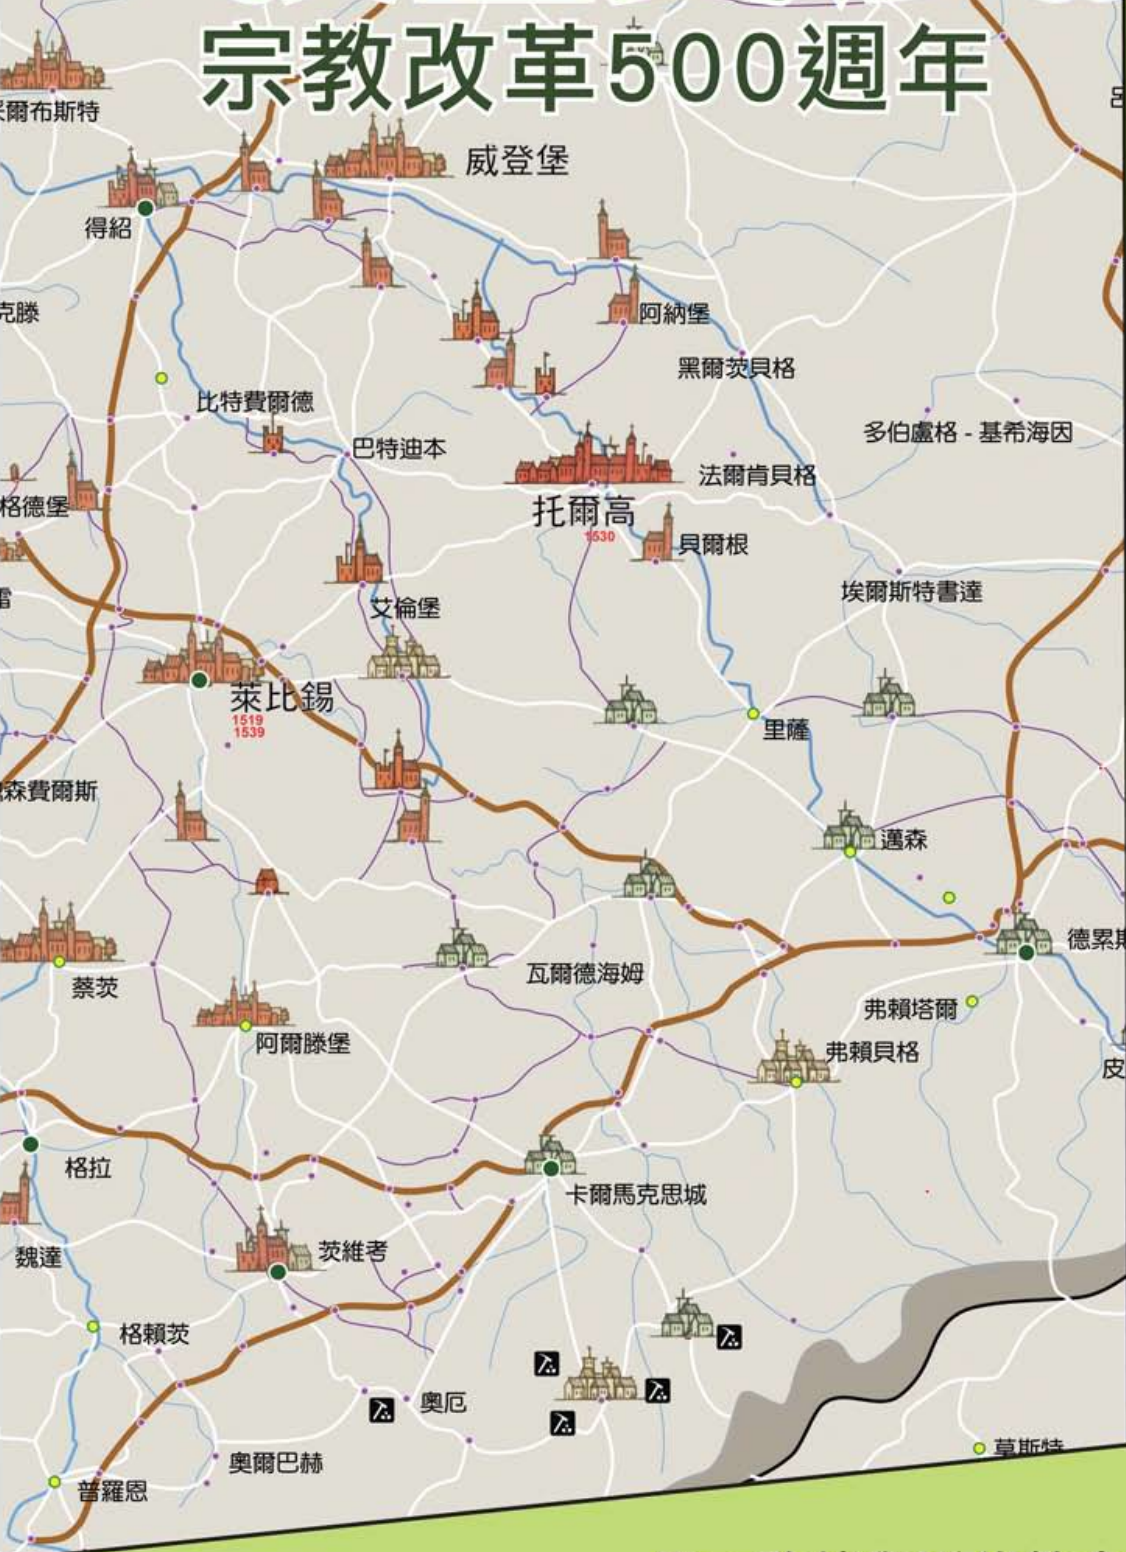 宗教改革500週年
爾布斯特
威登堡
得紹
克滕
阿納堡
黑爾茨貝格
比特費爾德
多伯盧格 - 基希海因
巴特迪本
法爾肯貝格
格德堡
托爾高
1530
貝爾根
埃爾斯特書達
艾倫堡
萊比錫
1519
1539
里薩
森費爾斯
邁森
德累斯
瓦爾德海姆
蔡茨
弗賴塔爾
阿爾滕堡
弗賴貝格
皮
格拉
卡爾馬克思城
茨維考
魏達
格賴茨
奧厄
莫斯特
奧爾巴赫
普羅恩